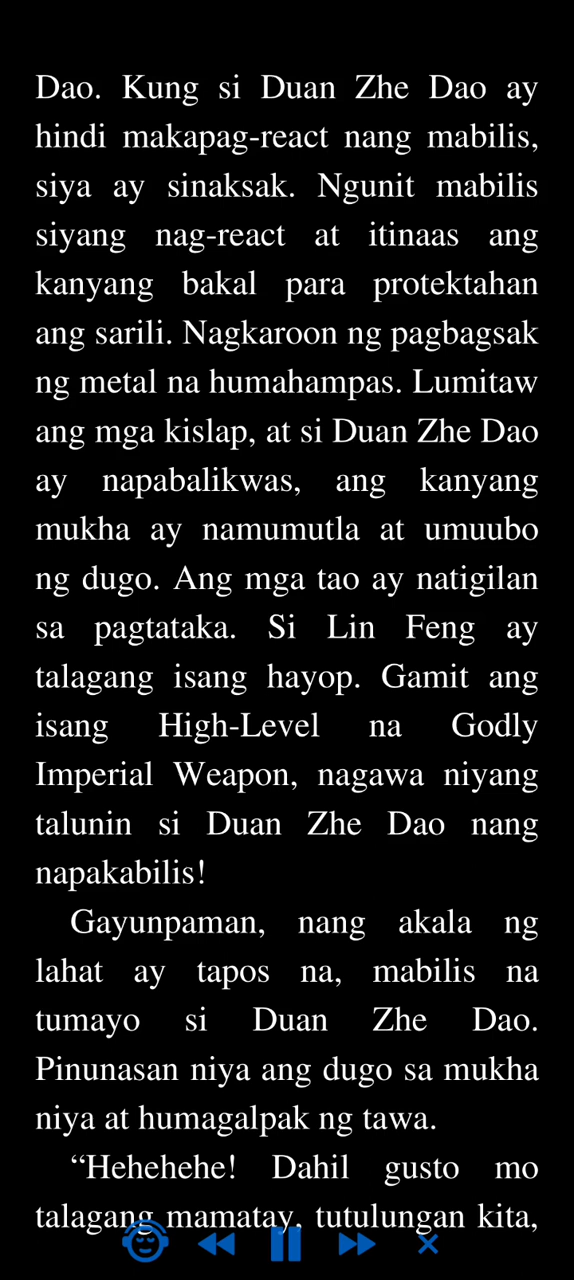 Dao. Kung si Duan Zhe Dao ay
hindi makapag-react nang mabilis,
siya ay sinaksak. Ngunit mabilis
siyang nag-react at itinaas ang
kanyang bakal para protektahan
ang sarili. Nagkaroon ng pagbagsak
ng metal na humahampas. Lumitaw
ang mga kislap, at si Duan Zhe Dao
ay napabalikwas, ang kanyang
mukha ay namumutla at umuubo
ng dugo. Ang mga tao ay natigilan
sa pagtataka. Si Lin Feng ay
talagang isang hayop. Gamit ang
isang High-Level na Godly
Imperial Weapon, nagawa niyang
talunin si Duan Zhe Dao nang
napakabilis!
Gayunpaman, nang akala ng
lahat ay tapos na, mabilis na
tumayo si Duan Zhe Dao.
Pinunasan niya ang dugo sa mukha
niya at humagalpak ng tawa.
“Hehehehe! Dahil gusto mo
talagang mamatay, tutulungan kita,